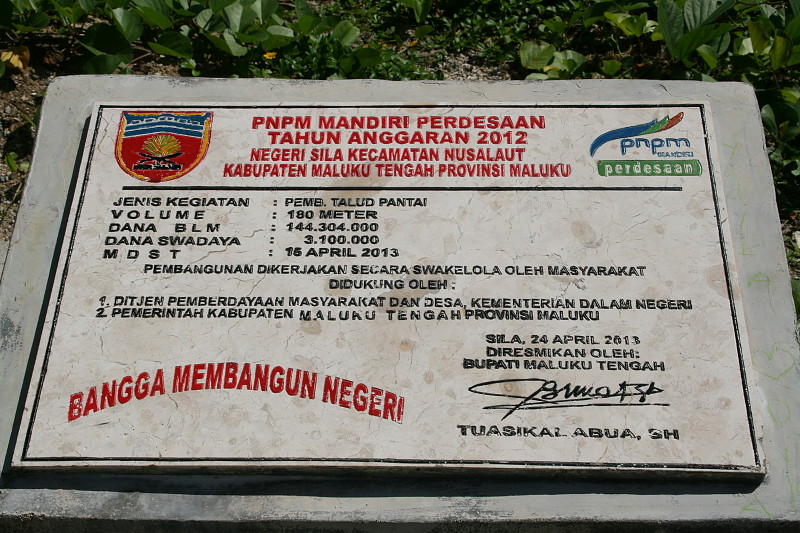 PNPM MANDIRI PERDESAAN
TAHUN ANGGARAN 2012
NEGERI SILA KECAMATAN NUSALAUT
KABUPATEN MALUKU TENGAH PROVINSI MALUKU
pnpm
MANDIRI
perdesaan
JENIS KEGIATAN : PEMB. TALUD PANTAI
VOLUME : 180 METER
DANA BLM : 144.304.000
DANA SWADAYA : 3.100.000
MDST : 15 APRIL 2013
PEMBANGUNAN DIKERJAKAN SECARA SWAKELOLA OLEH MASYARAKAT
DIDUKUNG OLEH :
1. DITJEN PEMBERDAYAAN MASYARAKAT DAN DESA, KEMENTERIAN DALAM NEGERI
2. PEMERINTAH KABUPATEN MALUKU TENGAH PROVINSI MALUKU
SILA, 24 APRIL 2013
DIRESMIKAN OLEH:
BUPATI MALUKU TENGAH
BANGGA MEMBANGUN NEGERI
TUASIKAL ABUA, SH